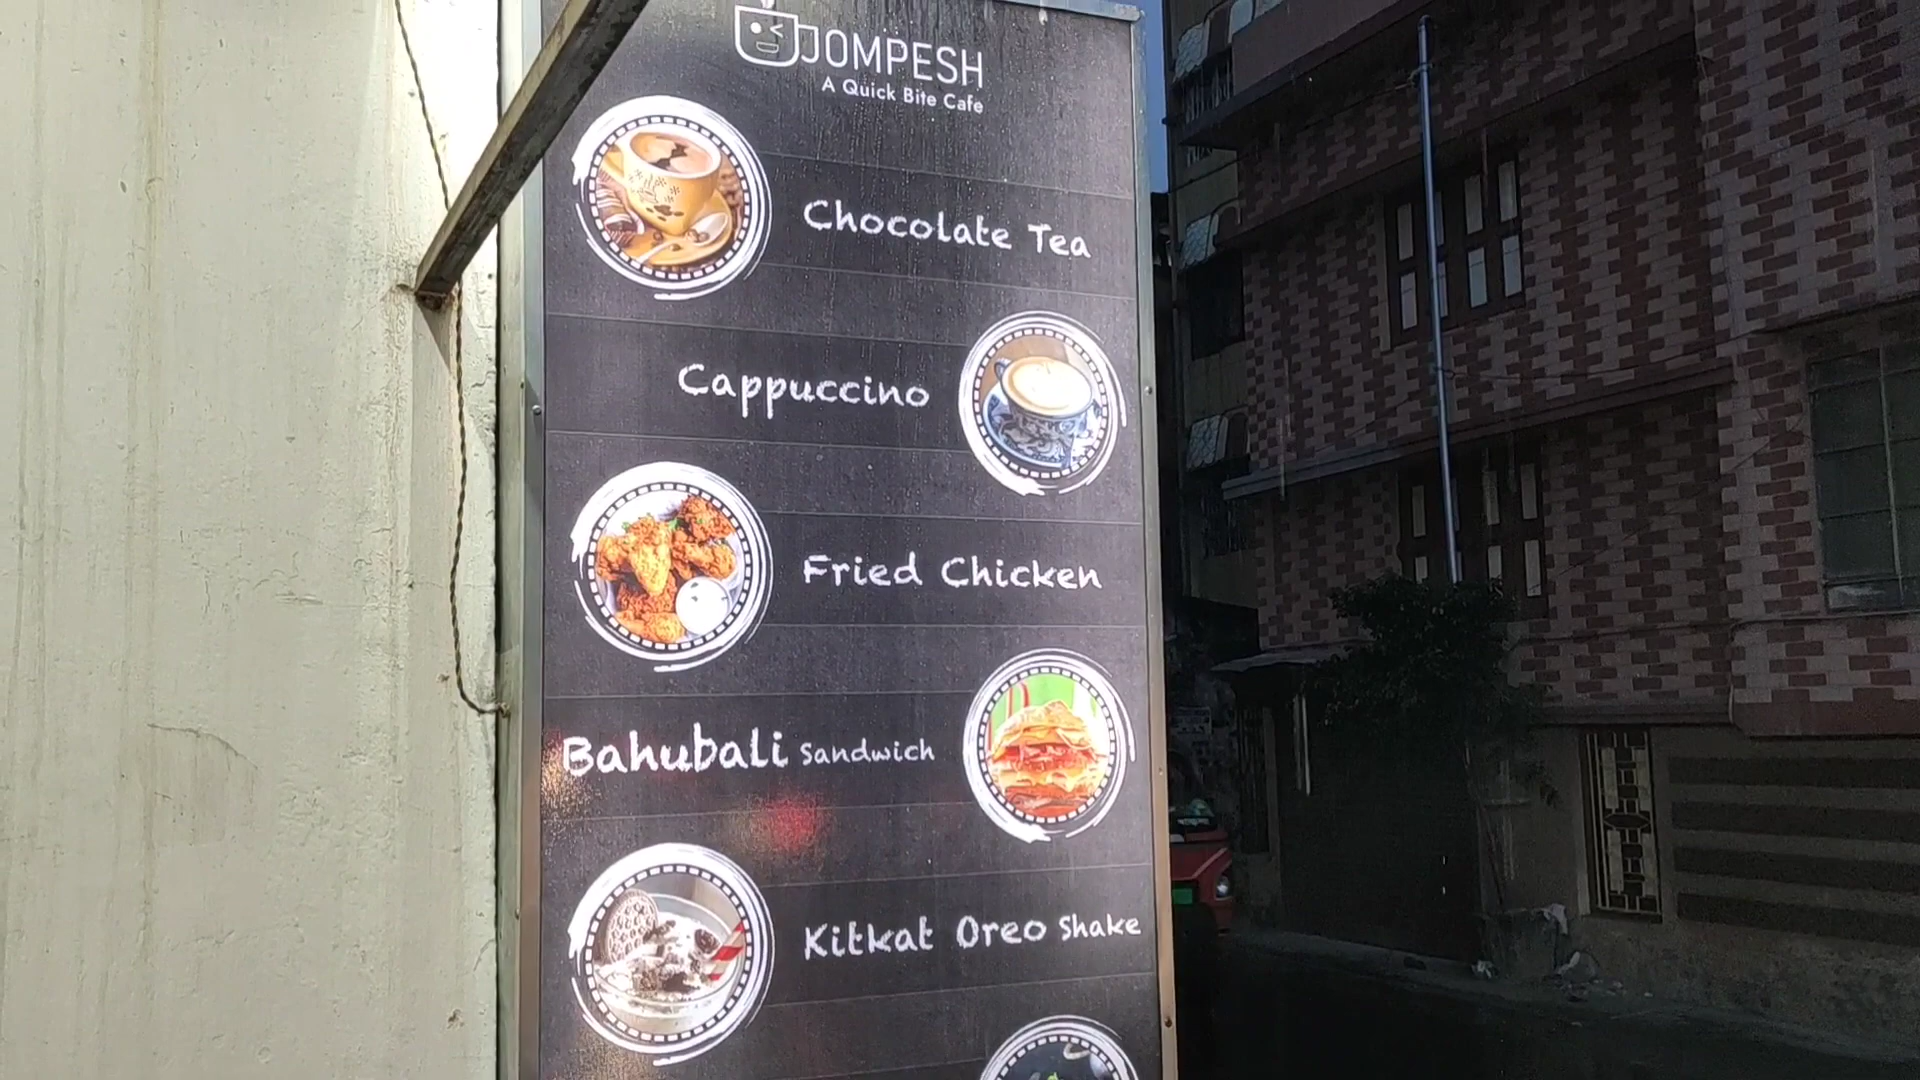 JOMPESH
A Quick Bite Cafe
Chocolate Tea
Cappuccino
Fried Chicken
Bahubali Sandwich
Kitkat Oreo Shake